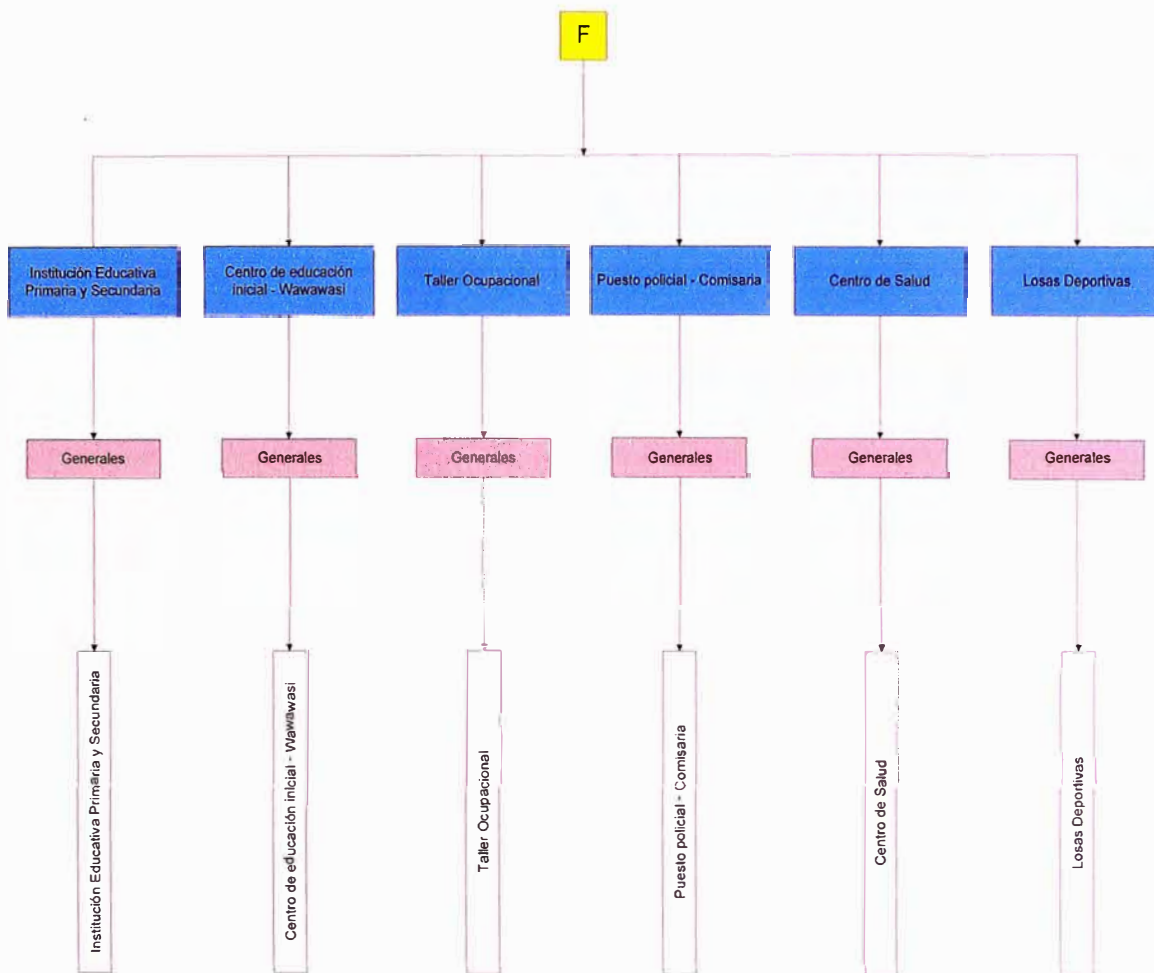 F
Institución Educativa
Primaria y Secundaria
Centro de educación
inicial - Wawawasi
Taller Ocupacional
Puesto policial - Comisaria
Centro de Salud
Losas Deportivas
Generales
Generales
Generales
Generales
Generales
Generales
Institución Educativa Primaria y Secundaria
Centro de educación inicial - Wawawasi
Taller Ocupacional
Puesto policial - Comisaria
Centro de Salud
Losas Deportivas